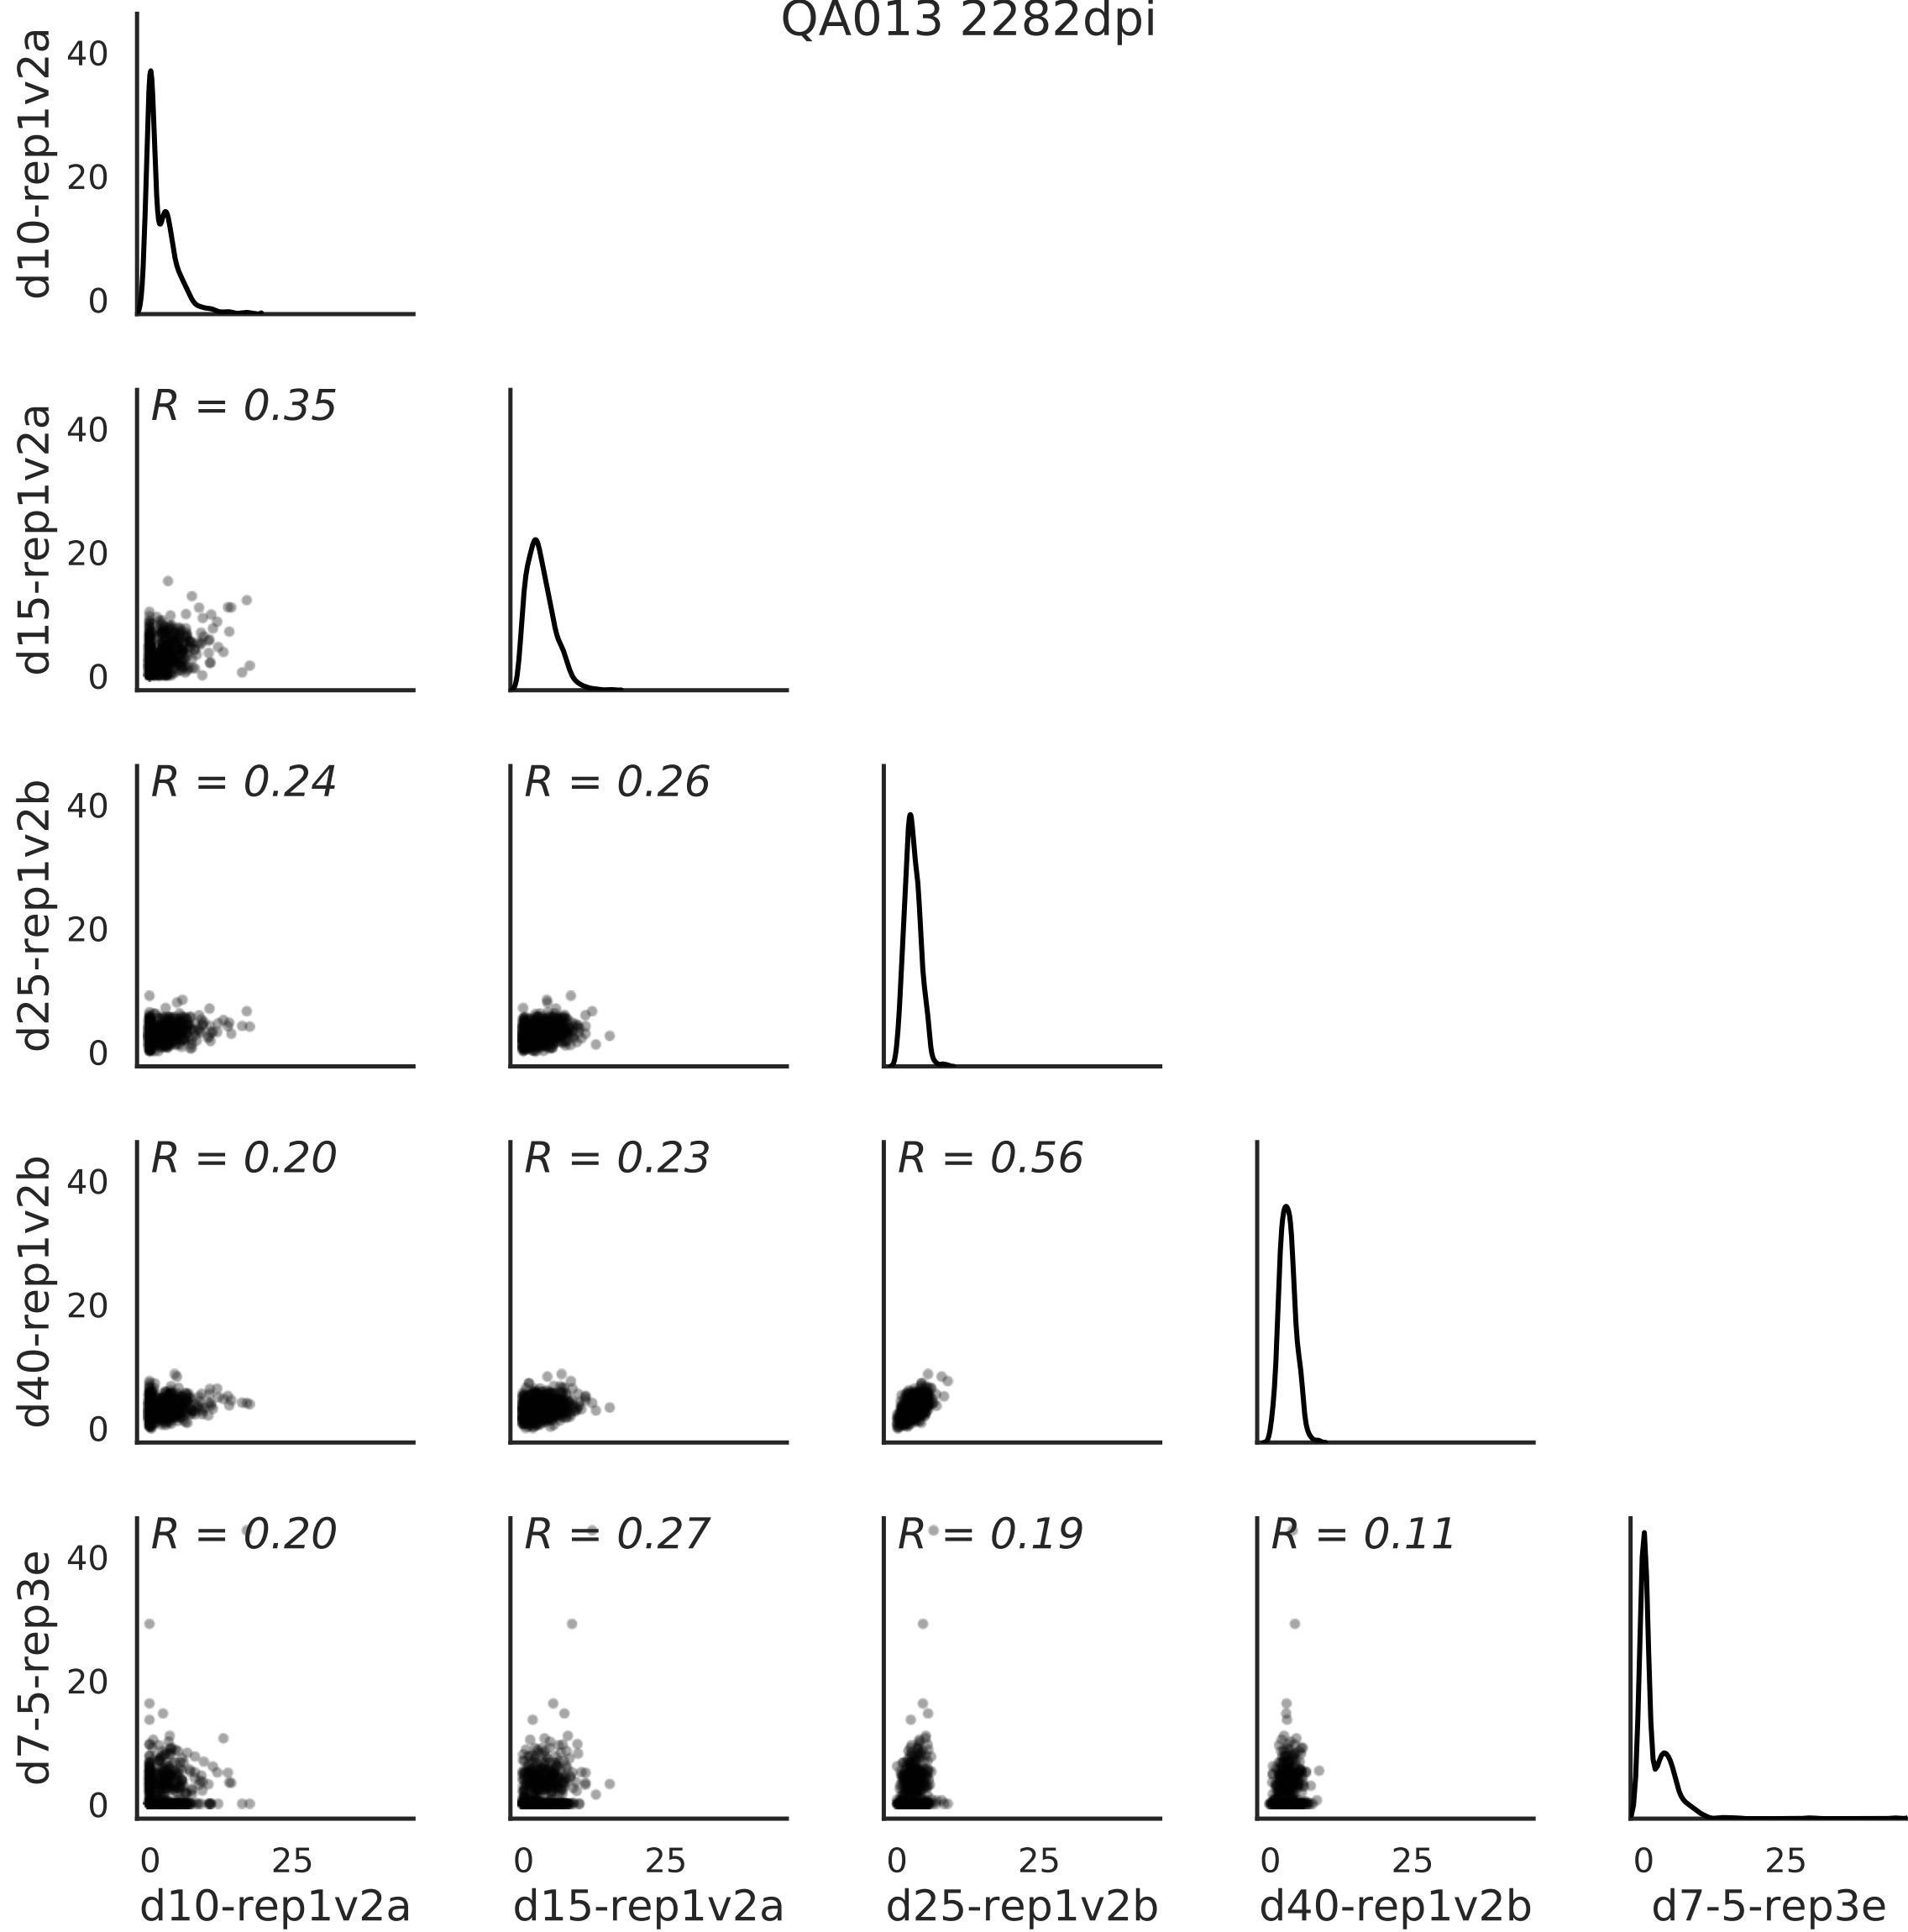 QA013 2282dpi
d10-rep1v2a
40
20
0
d15-rep1v2a
40
20
0
R = 0.35
d25-rep1v2b
40
20
0
R = 0.24
R = 0.26
d40-rep1v2b
40
20
0
R = 0.20
R = 0.23
R = 0.56
d7-5-rep3e
40
20
0
R = 0.20
R = 0.27
R = 0.19
R = 0.11
0 25
0 25
0 25
0 25
0 25
d10-rep1v2a
d15-rep1v2a
d25-rep1v2b
d40-rep1v2b
d7-5-rep3e